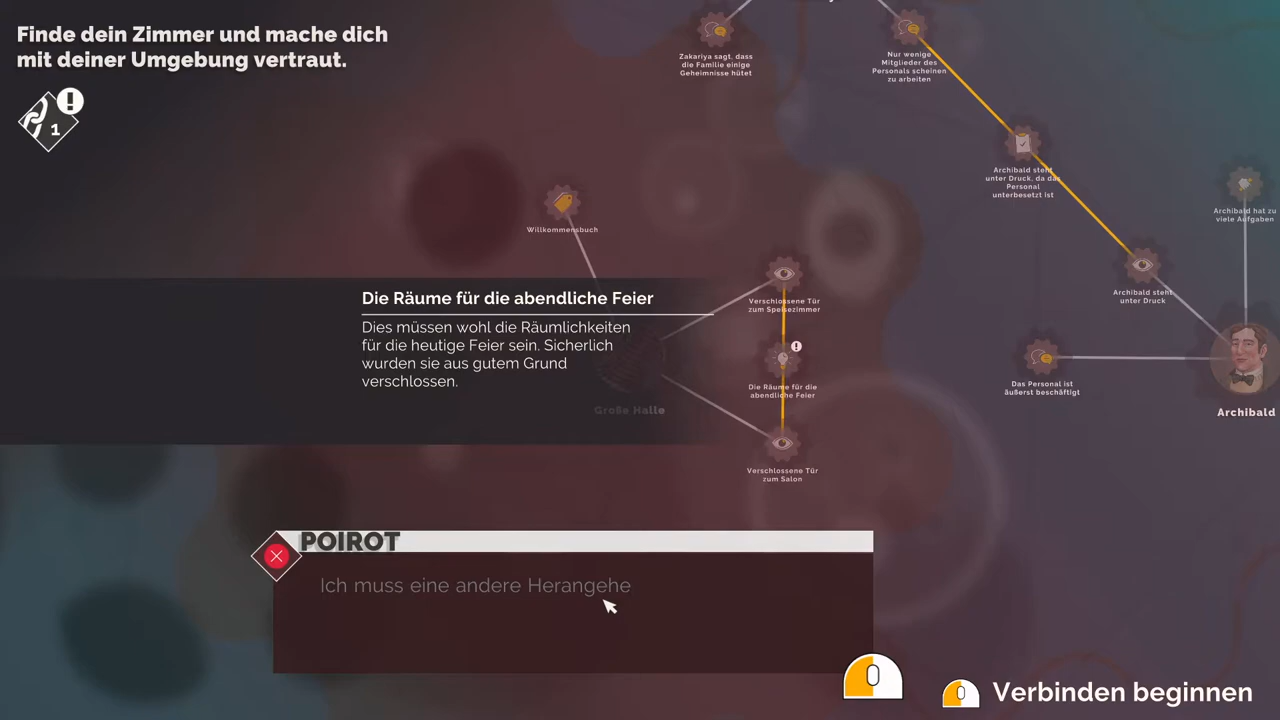 Finde dein Zimmer und mache dich
mit deiner Umgebung vertraut.
1
Zakariya sagt, dass
die Familie einige
Geheimnisse hütet
Nur wenige
Mitglieder des
Personals scheinen
zu arbeiten
Archibald steht
unter Druck, da das
Personal
unterbesetzt ist
Archibald hat zu
viele Aufgaben
Willkommensbuch
Archibald steht
unter Druck
Verschlossene Tür
zum Speisezimmer
Die Räume für die abendliche Feier
Dies müssen wohl die Räumlichkeiten
für die heutige Feier sein. Sicherlich
wurden sie aus gutem Grund
verschlossen.
Die Räume für die
abendliche Feier
Das Personal ist
äußerst beschäftigt
Große Halle
Archibald
Verschlossene Tür
zum Salon
POIROT
Ich muss eine andere Herangehe
Verbinden beginnen